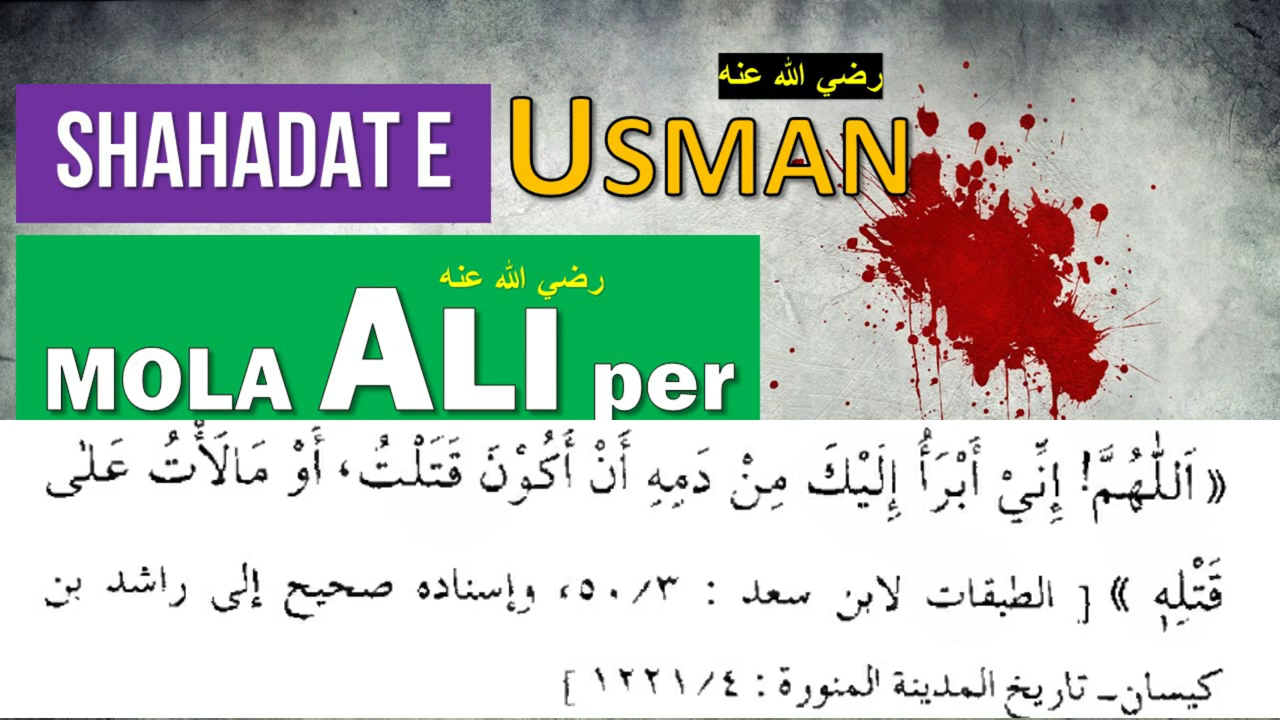 رضي الله عنه
SHAHADAT E USMAN
رضي الله عنه
MOLA ALI per
« اَللّٰهُمَّ! إِنِّيْ أَبْرَأُ إِلَيْكَ مِنْ دَمِهِ أَنْ أَكُوْنَ قَتَلْتُ، أَوْ مَالَأْتُ عَلٰى
قَتْلِهٖ » [ الطبقات لابن سعد : ٥٠/٣، وإسناده صحيح إلى راشد بن
كيسان۔ تاريخ المدينة المنورة : ١٢٢١/٤ ]